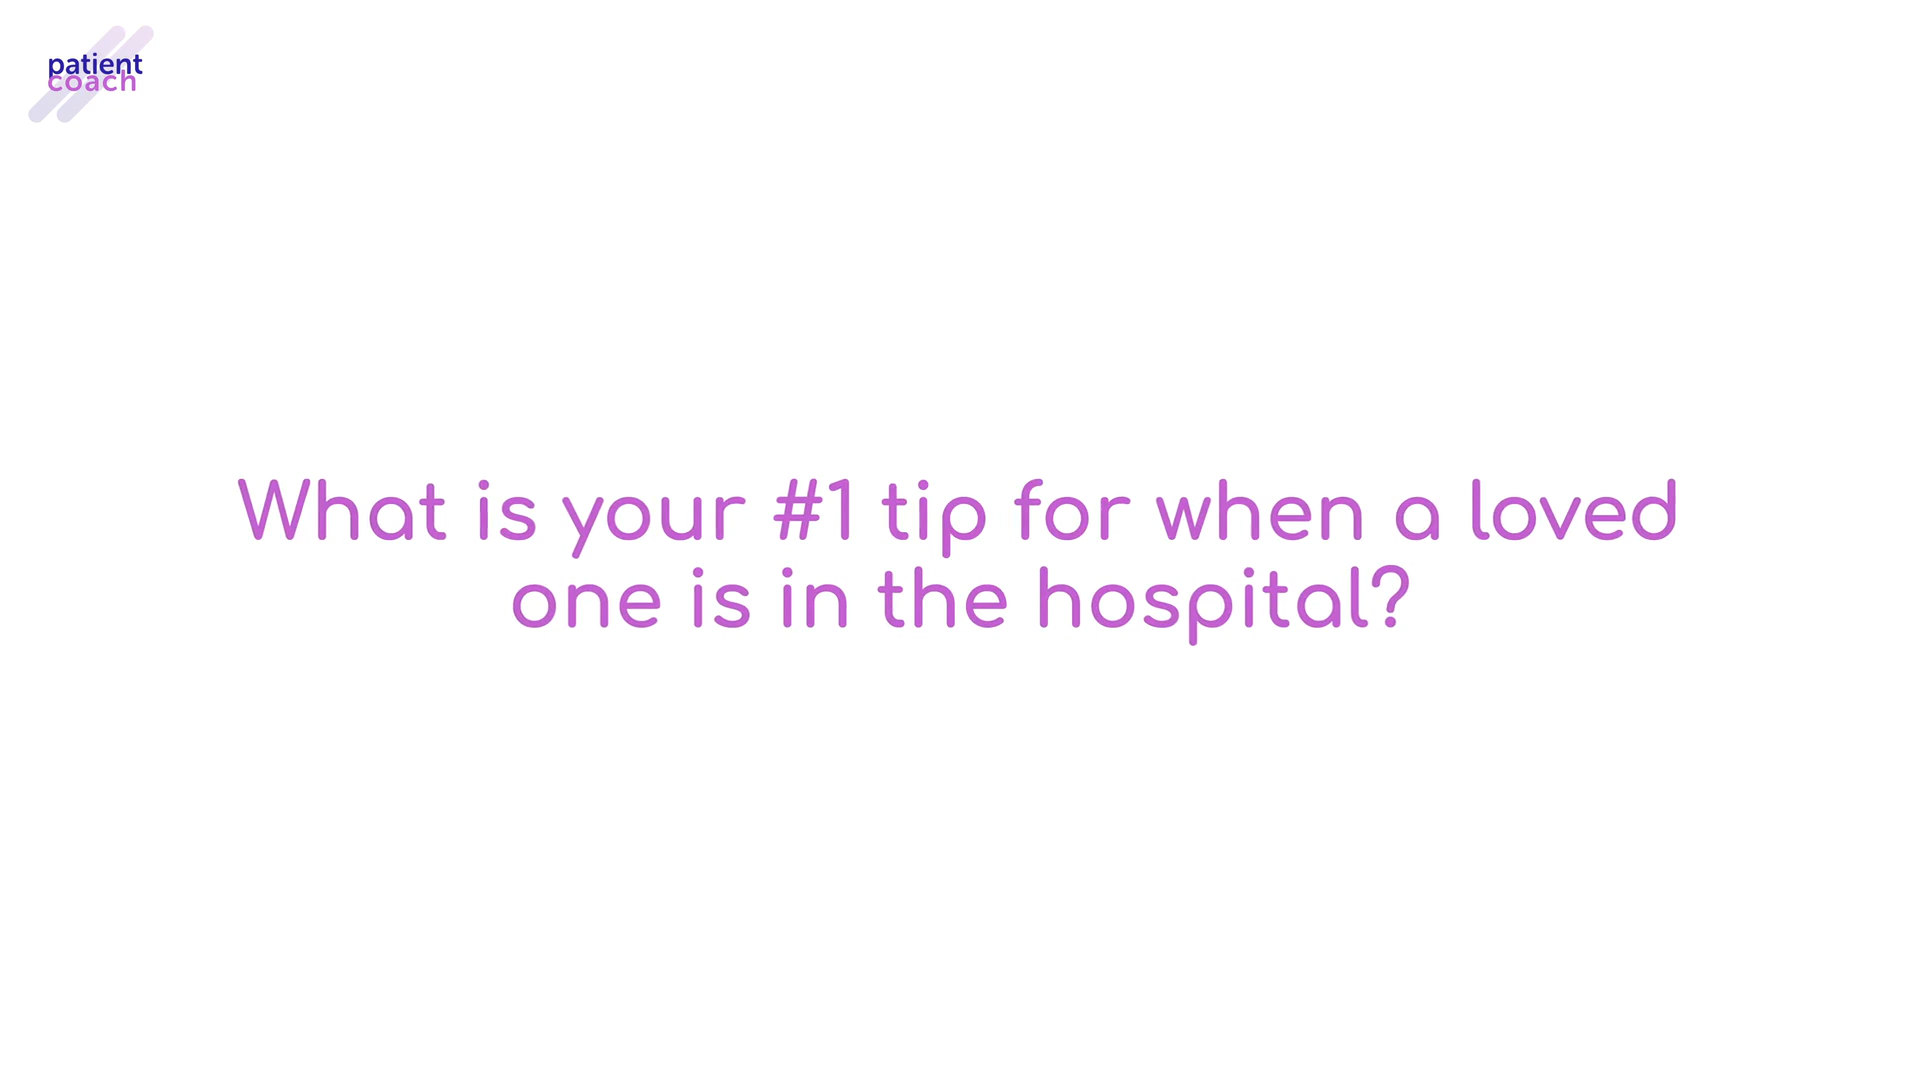 patient
coach
What is your #1 tip for when a loved
one is in the hospital?